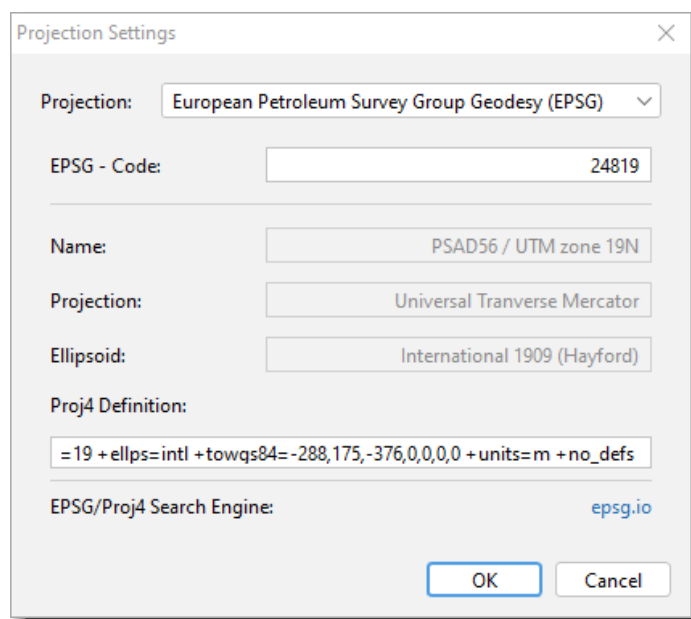 Projection Settings
Projection: European Petroleum Survey Group Geodesy (EPSG)
EPSG - Code: 24819
Name: PSAD56 / UTM zone 19N
Projection: Universal Tranverse Mercator
Ellipsoid: International 1909 (Hayford)
Proj4 Definition:
=19 +ellps=intl +towgs84=-288,175,-376,0,0,0,0 +units=m +no_defs
EPSG/Proj4 Search Engine: epsg.io
OK Cancel